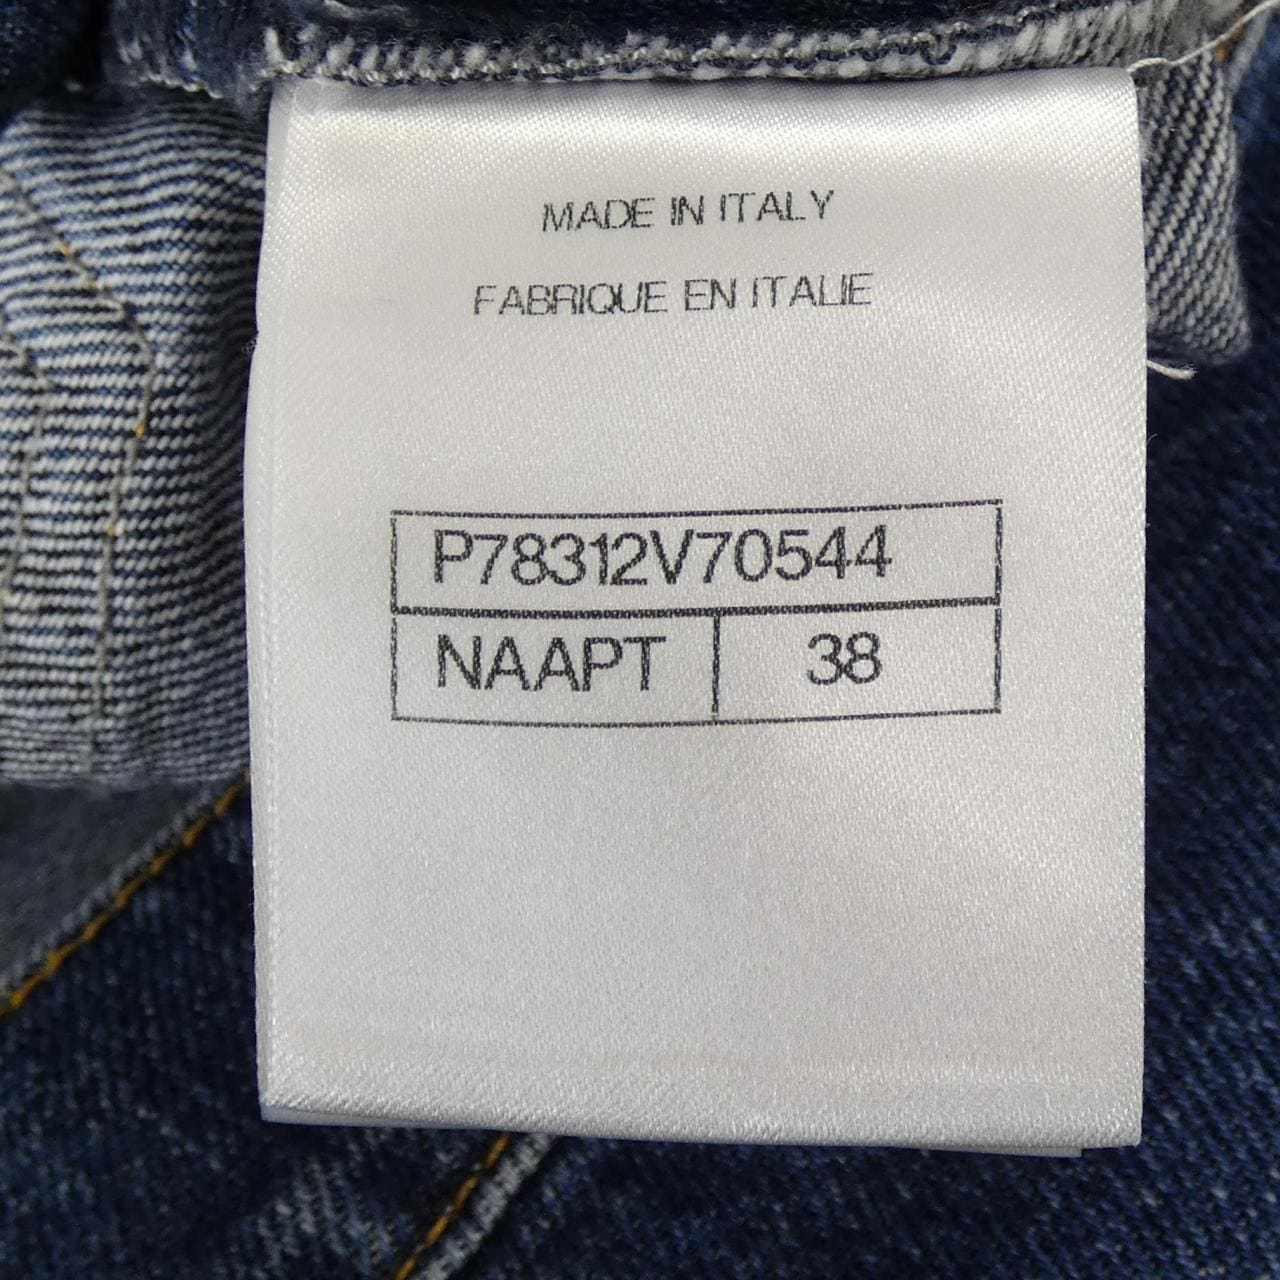 MADE IN ITALY
FABRIQUE EN ITALIE
P78312V70544
NAAPT 38